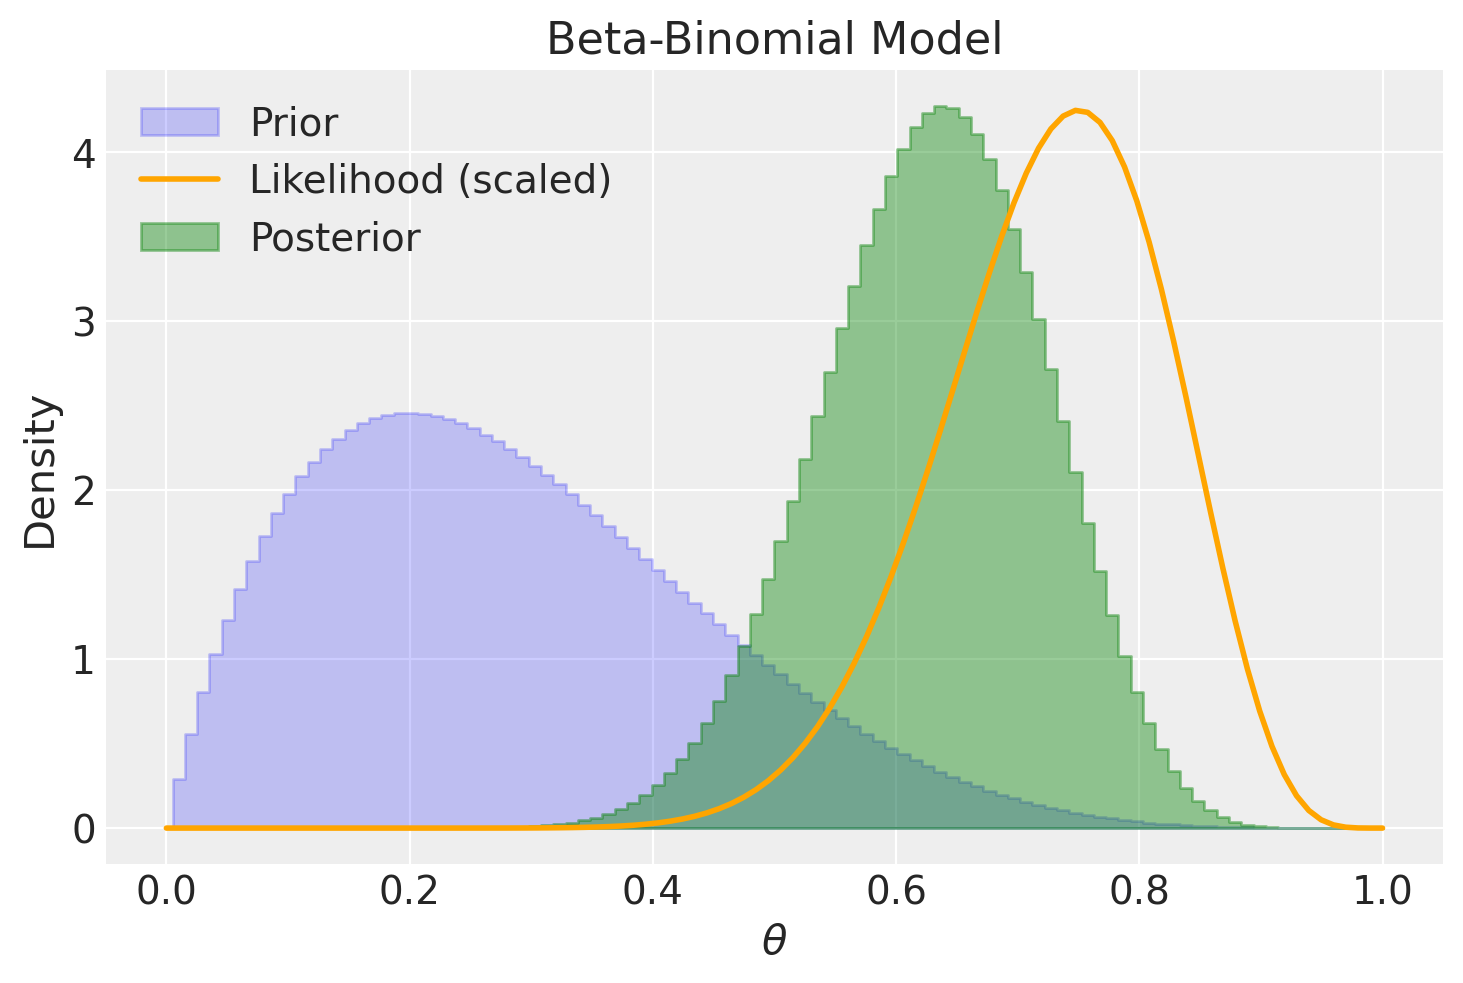 Beta-Binomial Model
Prior
Likelihood (scaled)
Posterior
Density
4
3
2
1
0
0.0 0.2 0.4 0.6 0.8 1.0
θ